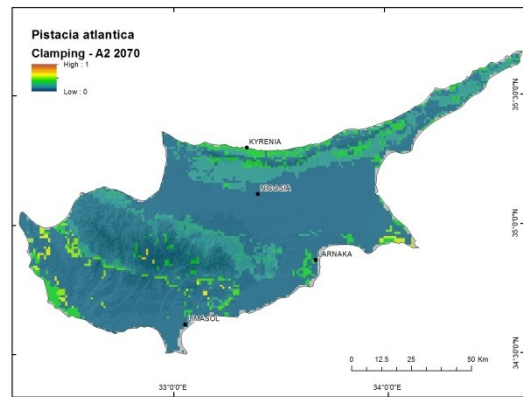 Pistacia atlantica
Clamping - A2 2070
High : 1
Low : 0
KYRENIA
NICOSIA
LARNAKA
LIMASOL
35°30'0"N
35°0'0"N
34°30'0"N
0 12.5 25 50 Km
33°0'0"E 34°0'0"E